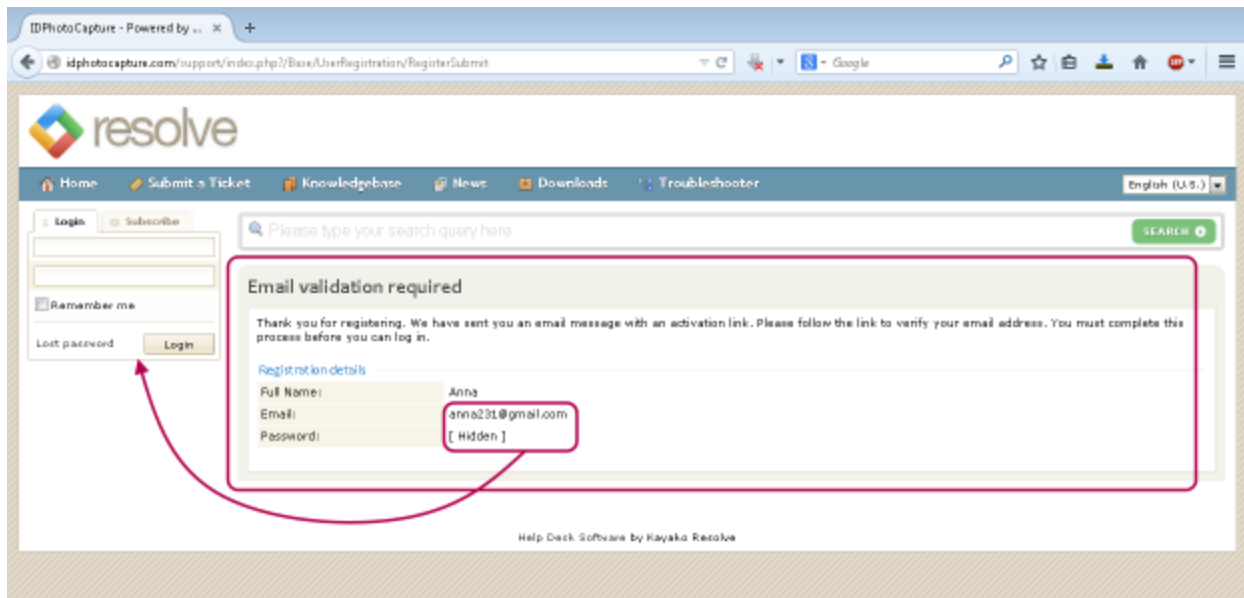 IDPhotoCapture - Powered by ...
idphotocapture.com/support/index.php?/Base/UserRegistration/RegisterSubmit
Google
resolve
Home Submit a Ticket Knowledgebase News Downloads Troubleshooter English (U.S.)
Login Subscribe
Please type your search query here SEARCH
Remember me
Lost password Login
Email validation required
Thank you for registering. We have sent you an email message with an activation link. Please follow the link to verify your email address. You must complete this
process before you can log in.
Registration details
Full Name: Anna
Email: anna231@gmail.com
Password: [ Hidden ]
Help Desk Software by Kayako Resolve